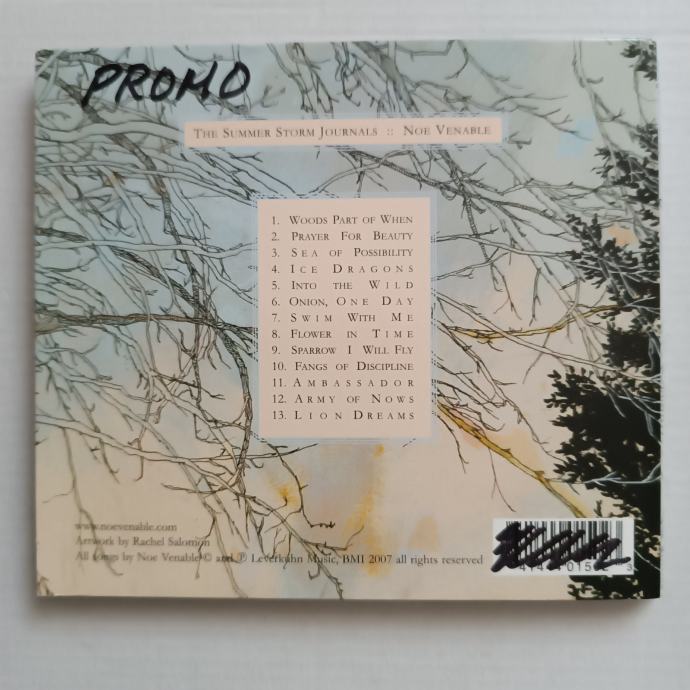 PROMO
THE SUMMER STORM JOURNALS :: NOE VENABLE
1. WOODS PART OF WHEN
2. PRAYER FOR BEAUTY
3. SEA OF POSSIBILITY
4. ICE DRAGONS
5. INTO THE WILD
6. ONION, ONE DAY
7. SWIM WITH ME
8. FLOWER IN TIME
9. SPARROW I WILL FLY
10. FANGS OF DISCIPLINE
11. AMBASSADOR
12. ARMY OF NOWS
13. LION DREAMS
www.noevenable.com
Artwork by Rachel Salomon
All songs by Noe Venable © and ℗ Leverkuhn Music, BMI 2007 all rights reserved